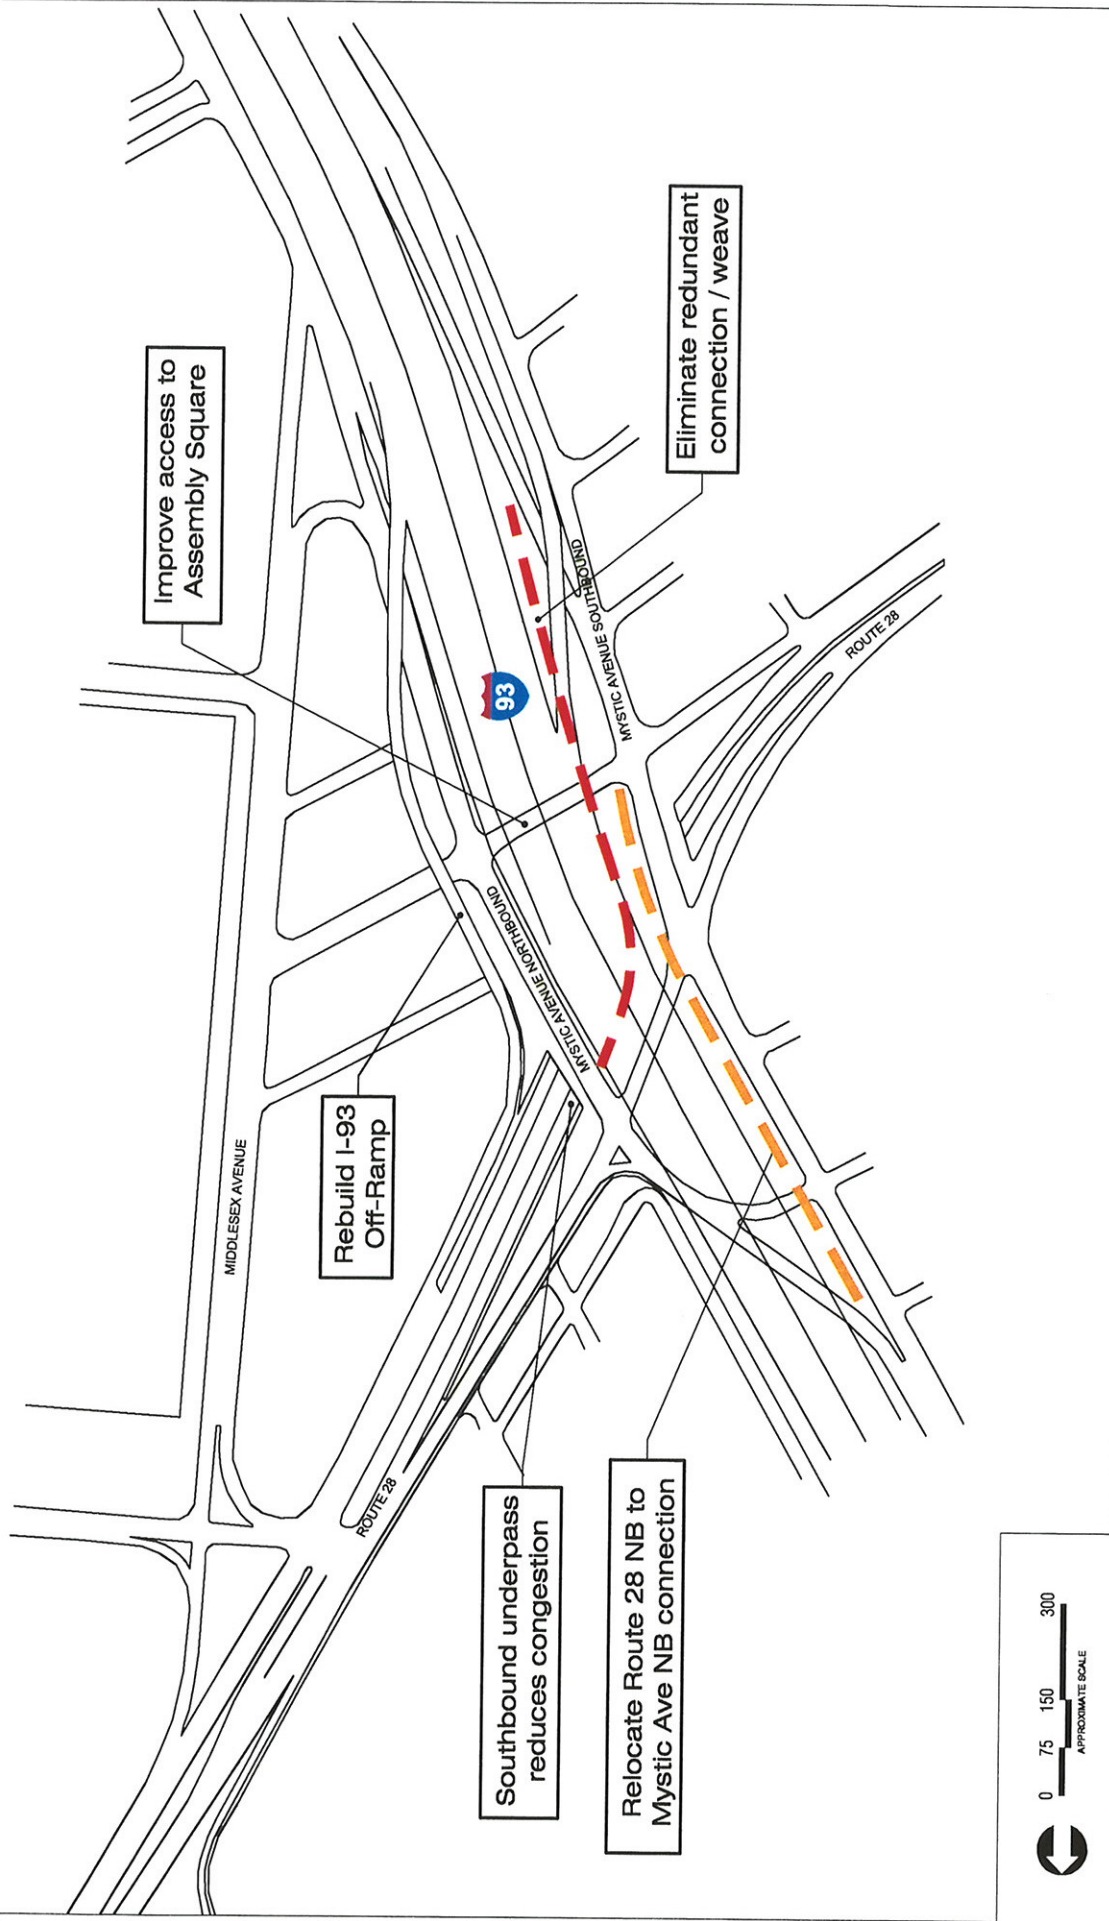 Improve access to
Assembly Square
Eliminate redundant
connection / weave
93
MYSTIC AVENUE SOUTHBOUND
ROUTE 28
MYSTIC AVENUE NORTHBOUND
Rebuild I-93
Off-Ramp
MIDDLESEX AVENUE
ROUTE 28
Southbound underpass
reduces congestion
Relocate Route 28 NB to
Mystic Ave NB connection
0 75 150 300
APPROXIMATE SCALE